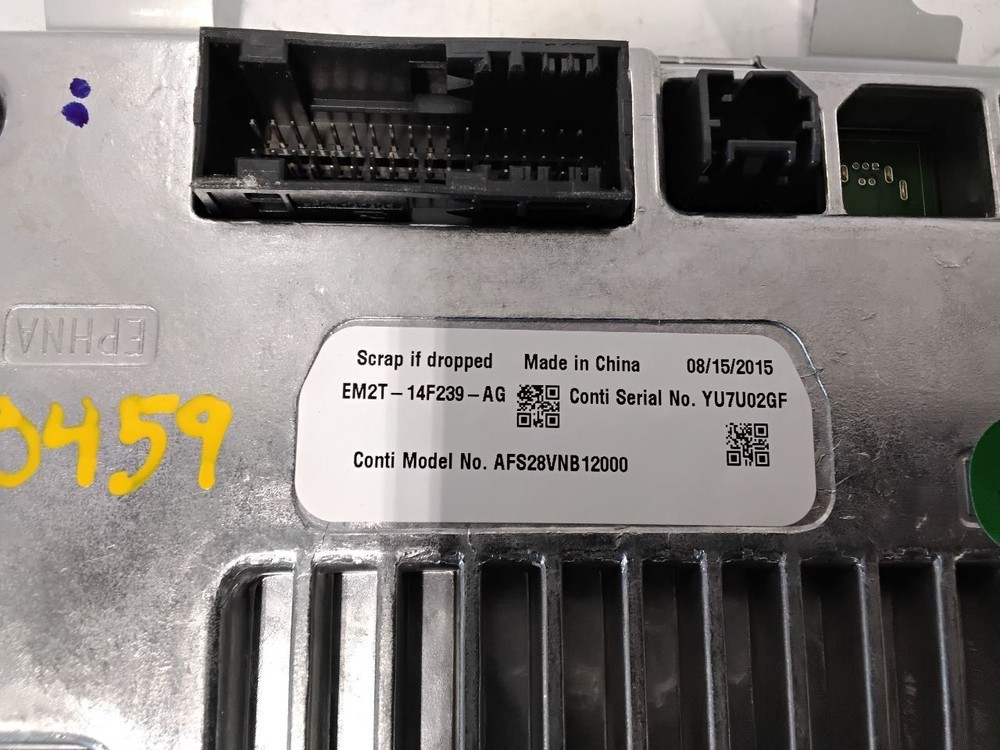 EPHNA
0459
Scrap if dropped Made in China 08/15/2015
EM2T-14F239-AG Conti Serial No. YU7U02GF
Conti Model No. AFS28VNB12000